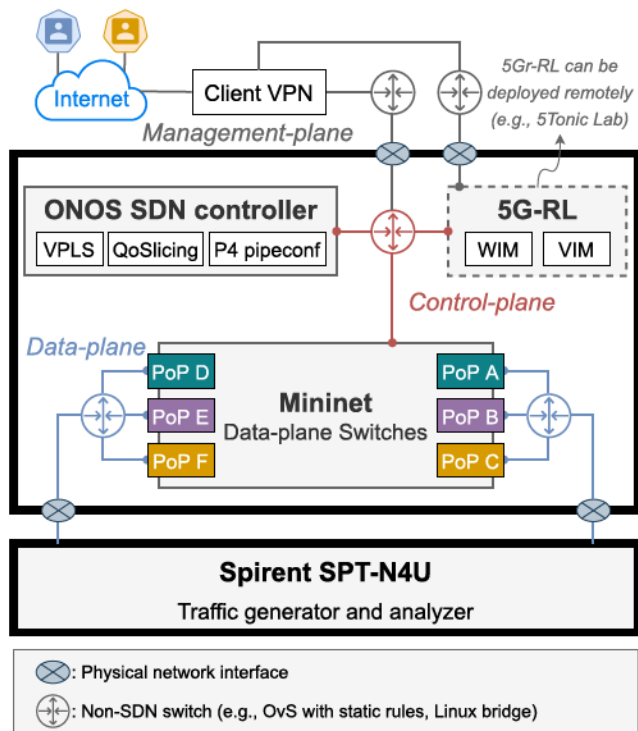 Internet
Client VPN
5Gr-RL can be
deployed remotely
(e.g., 5Tonic Lab)
Management-plane
ONOS SDN controller
VPLS
QoSlicing
P4 pipeconf
5G-RL
WIM
VIM
Control-plane
Data-plane
PoP D
PoP E
PoP F
Mininet
Data-plane Switches
PoP A
PoP B
PoP C
Spirent SPT-N4U
Traffic generator and analyzer
: Physical network interface
: Non-SDN switch (e.g., OvS with static rules, Linux bridge)